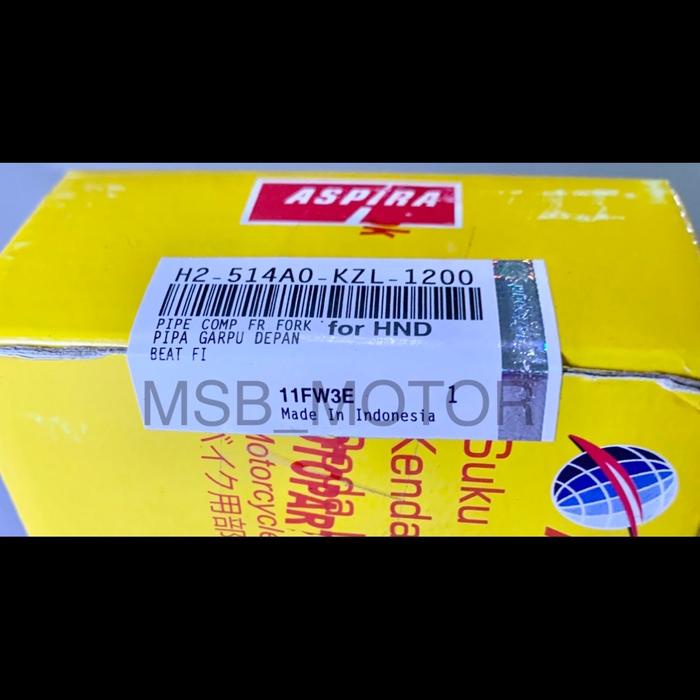 ASPIRA
H2-514A0-KZL-1200
PIPE COMP FR FORK for HND
PIPA GARPU DEPAN
BEAT FI
11FW3E 1
Made In Indonesia
MSB_MOTOR
Suku
Kenda
Motorcycle
バイク用部